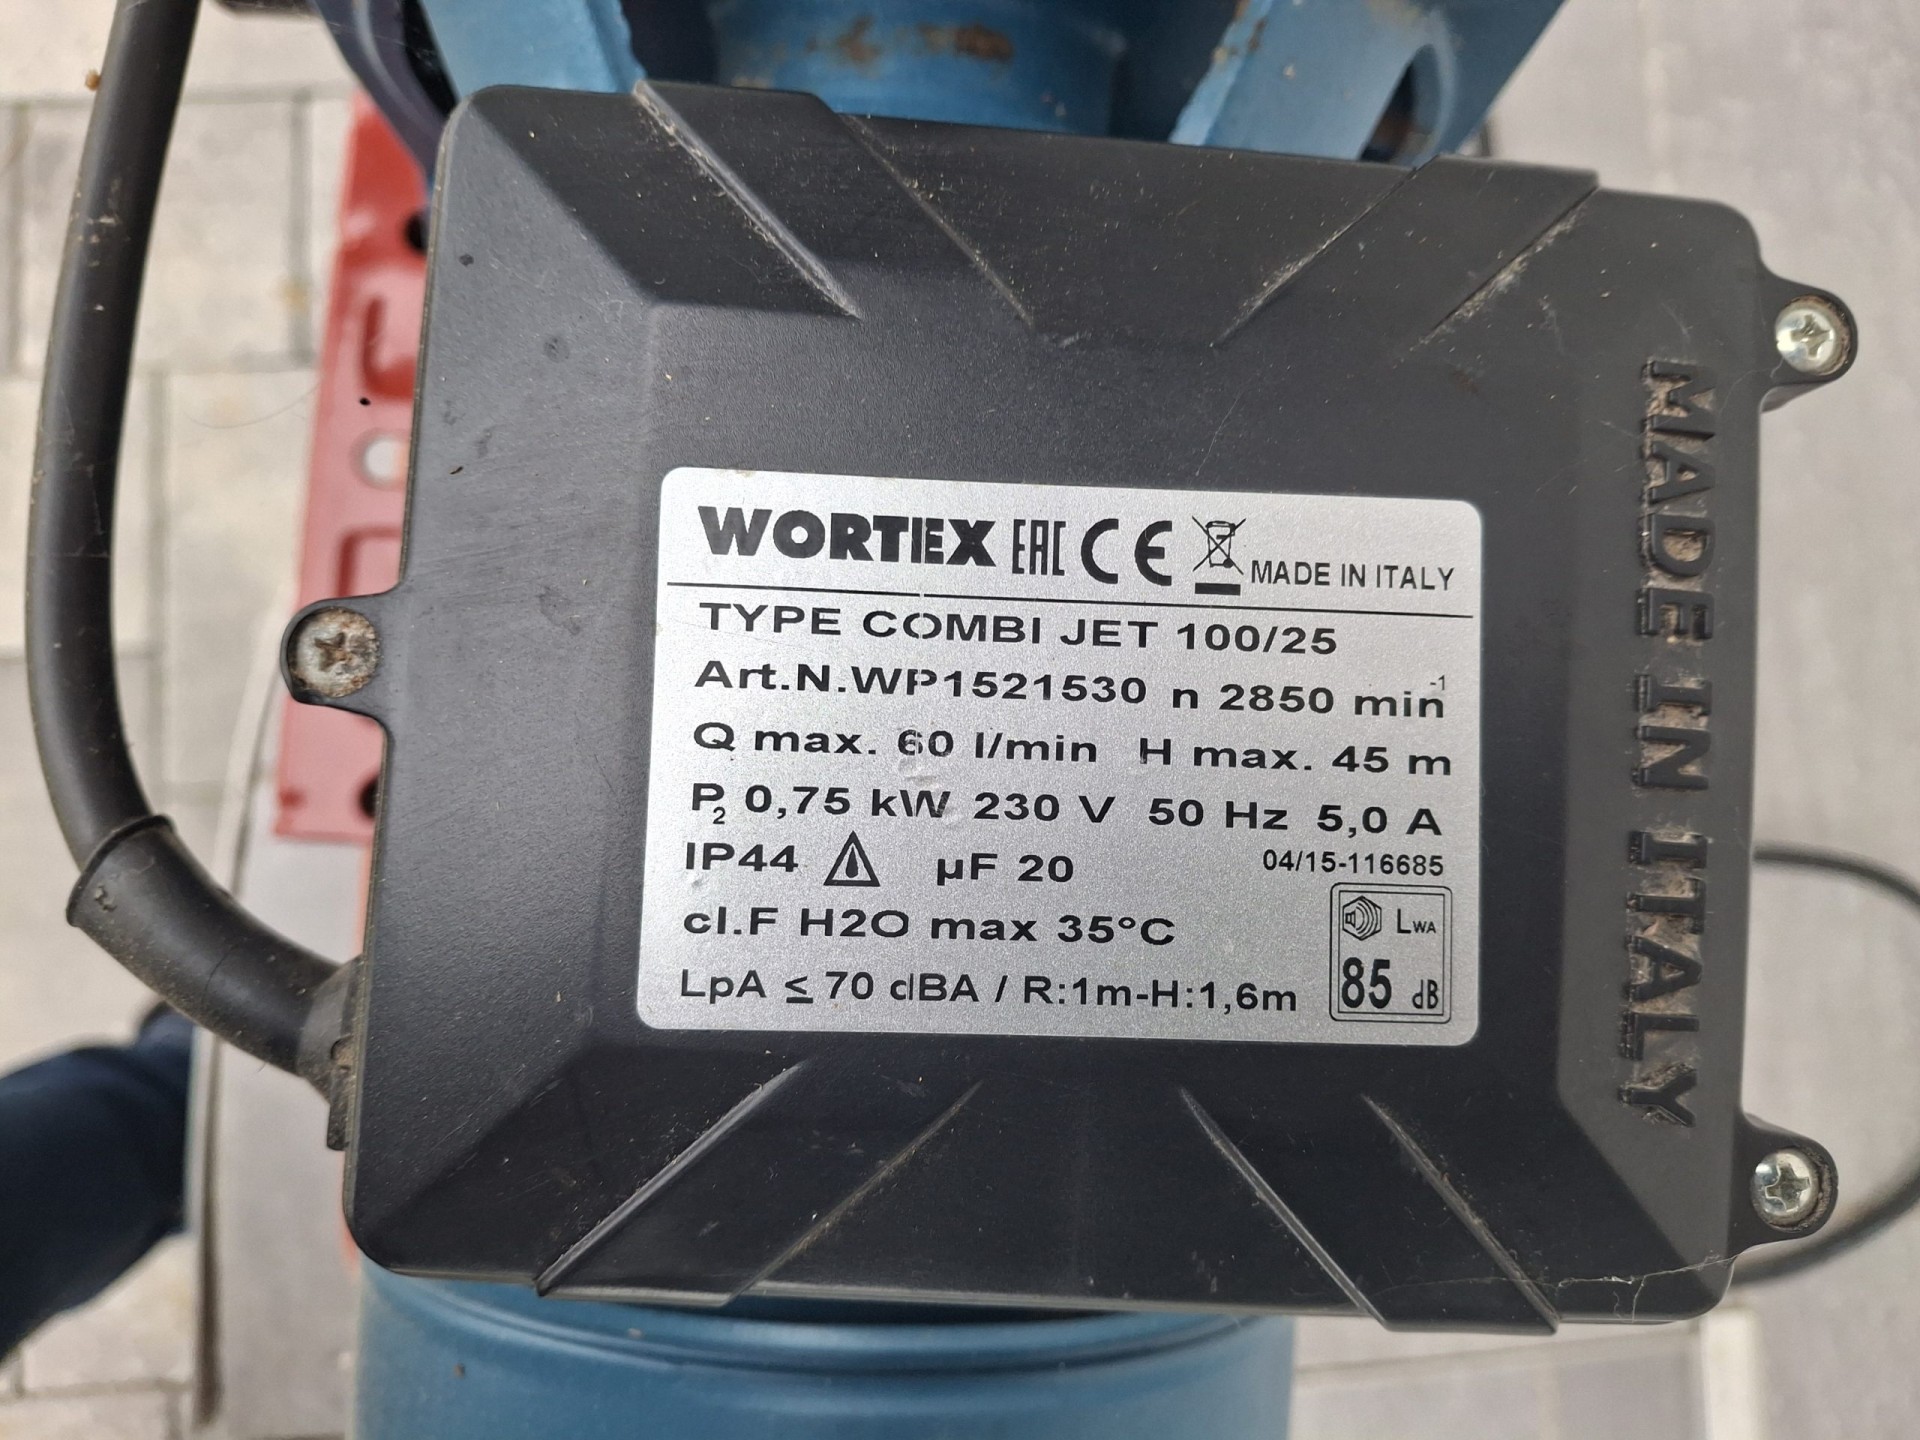 WORTEX EAC CE MADE IN ITALY
TYPE COMBI JET 100/25
Art.N.WP1521530 n 2850 min⁻¹
Q max. 60 l/min H max. 45 m
P₂ 0,75 kW 230 V 50 Hz 5,0 A
IP44 µF 20 04/15-116685
cl.F H2O max 35°C
LWA
85 dB
LpA ≤ 70 dBA / R:1m-H:1,6m
MADE IN ITALY